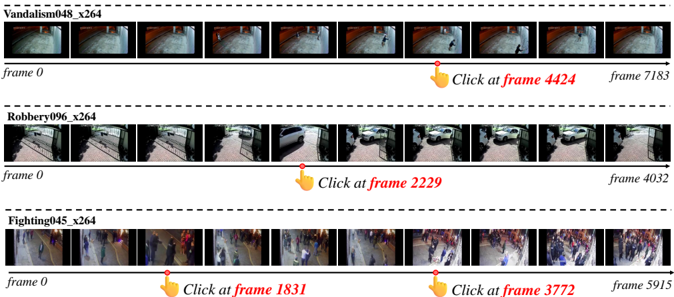 Vandalism048_x264
frame 0
Click at frame 4424
frame 7183
Robbery096_x264
frame 0
Click at frame 2229
frame 4032
Fighting045_x264
frame 0
Click at frame 1831
Click at frame 3772
frame 5915